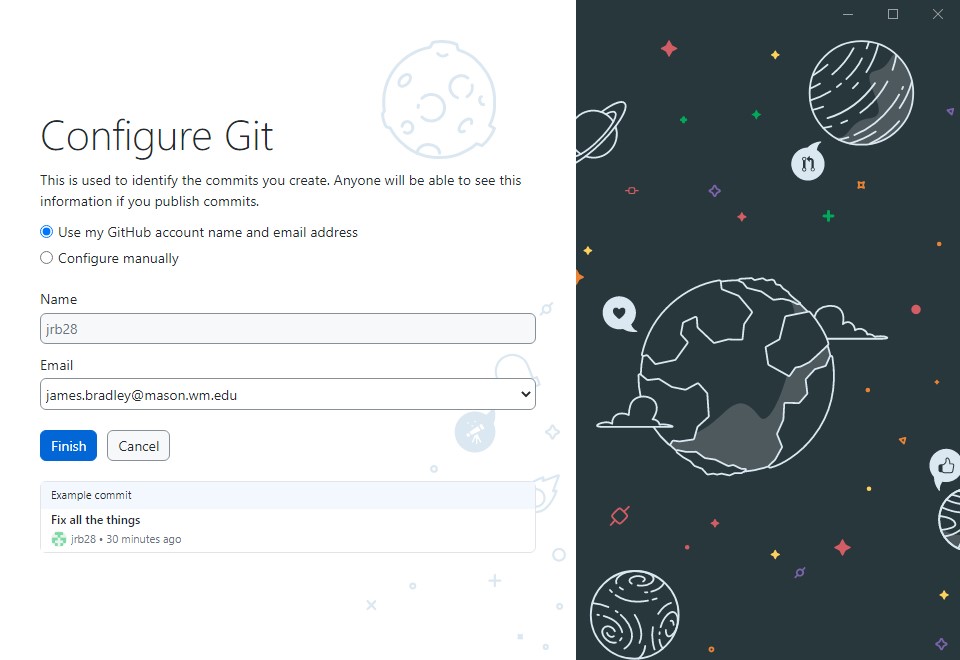 Configure Git
This is used to identify the commits you create. Anyone will be able to see this
information if you publish commits.
Use my GitHub account name and email address
Configure manually
Name
jrb28
Email
james.bradley@mason.wm.edu
Finish
Cancel
Example commit
Fix all the things
jrb28 • 30 minutes ago